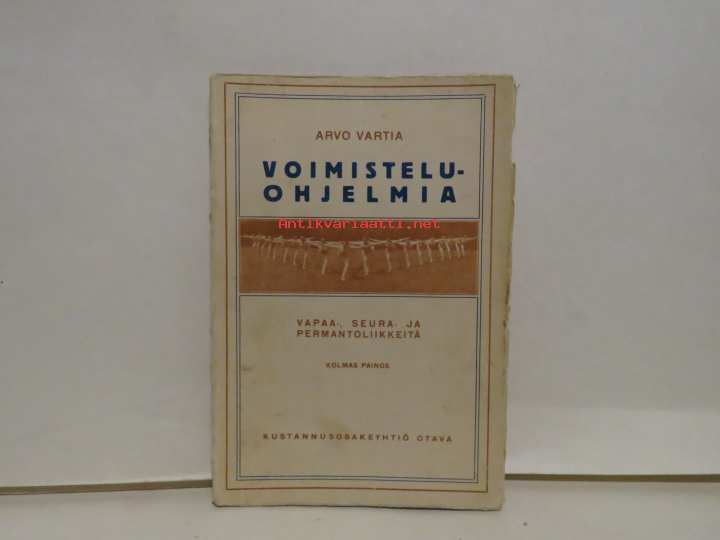 ARVO VARTIA
VOIMISTELU-
OHJELMIA
Antikvariaatti.net
VAPAA-, SEURA- JA
PERMANTOLIIKKEITÄ
KOLMAS PAINOS
KUSTANNUSOSAKEYHTIÖ OTAVA